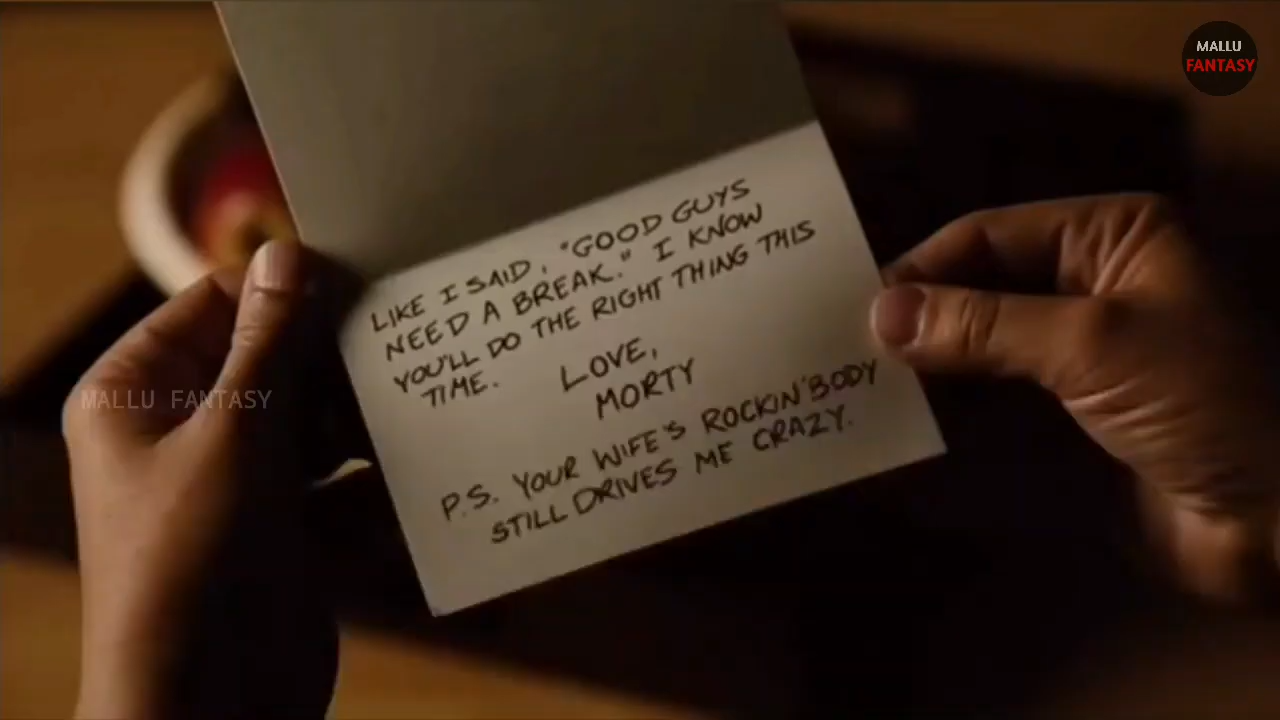 MALLU
FANTASY
LIKE I SAID, "GOOD GUYS
NEED A BREAK." I KNOW
YOU'LL DO THE RIGHT THING THIS
TIME.
LOVE,
MORTY
P.S. YOUR WIFE'S ROCKIN' BODY
STILL DRIVES ME CRAZY.
MALLU FANTASY